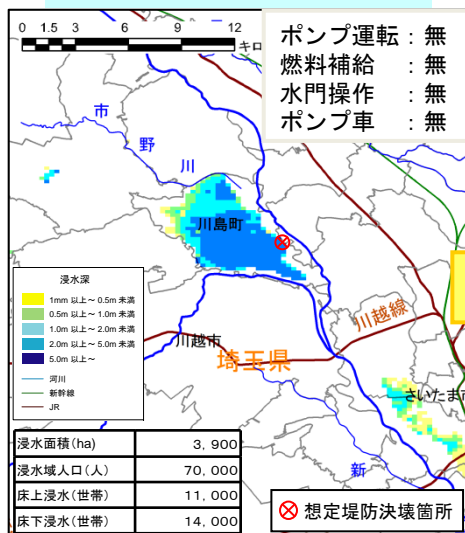 0 1.5 3 6 9 12
キロ
ポンプ運転 : 無
燃料補給 : 無
水門操作 : 無
ポンプ車 : 無
市
野
川
川島町
浸水深
1mm 以上～ 0.5m 未満
0.5m 以上～ 1.0m 未満
1.0m 以上～ 2.0m 未満
2.0m 以上～ 5.0m 未満
5.0m 以上～
河川
新幹線
JR
川越線
川越市
埼玉県
さいたま市
新
浸水面積(ha) 3,900
浸水域人口(人) 70,000
床上浸水(世帯) 11,000
床下浸水(世帯) 14,000
想定堤防決壊箇所